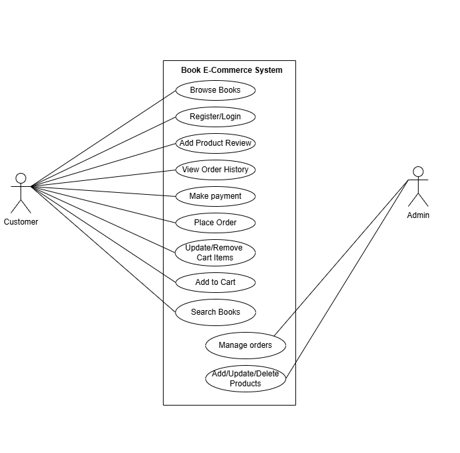 Book E-Commerce System
Browse Books
Register/Login
Add Product Review
View Order History
Make payment
Place Order
Update/Remove
Cart Items
Add to Cart
Search Books
Manage orders
Add/Update/Delete
Products
Customer
Admin